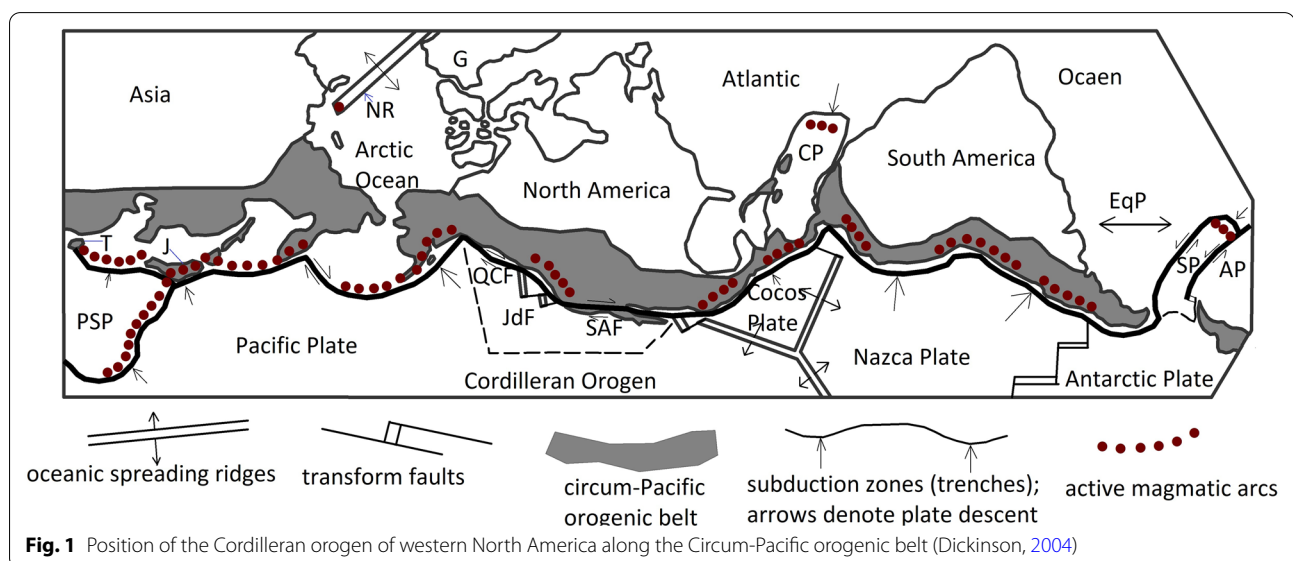 G
Asia
Atlantic
Ocaen
NR
Arctic
Ocean
CP
South America
North America
EqP
T
J
QCF
SP
AP
PSP
JdF
SAF
Cocos
Plate
Pacific Plate
Nazca Plate
Cordilleran Orogen
Antarctic Plate
oceanic spreading ridges
transform faults
circum-Pacific
orogenic belt
subduction zones (trenches);
arrows denote plate descent
active magmatic arcs
Fig. 1 Position of the Cordilleran orogen of western North America along the Circum-Pacific orogenic belt (Dickinson, 2004)